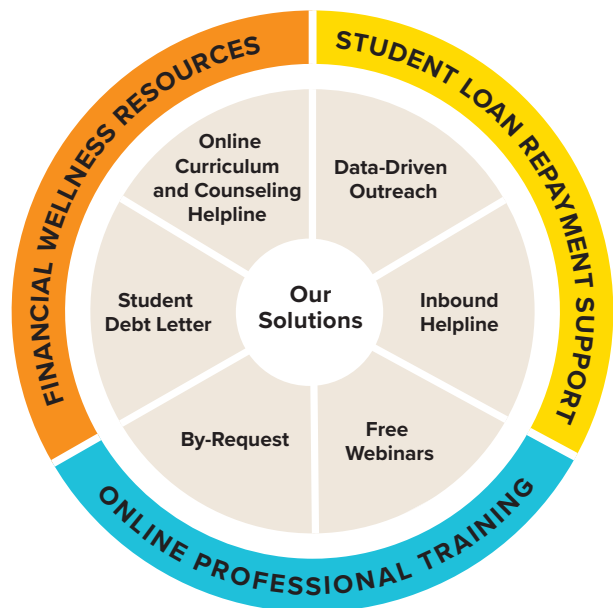 FINANCIAL WELLNESS RESOURCES
STUDENT LOAN REPAYMENT SUPPORT
Online
Curriculum
and Counseling
Helpline
Data-Driven
Outreach
Student
Debt Letter
Our
Solutions
Inbound
Helpline
By-Request
Free
Webinars
ONLINE PROFESSIONAL TRAINING